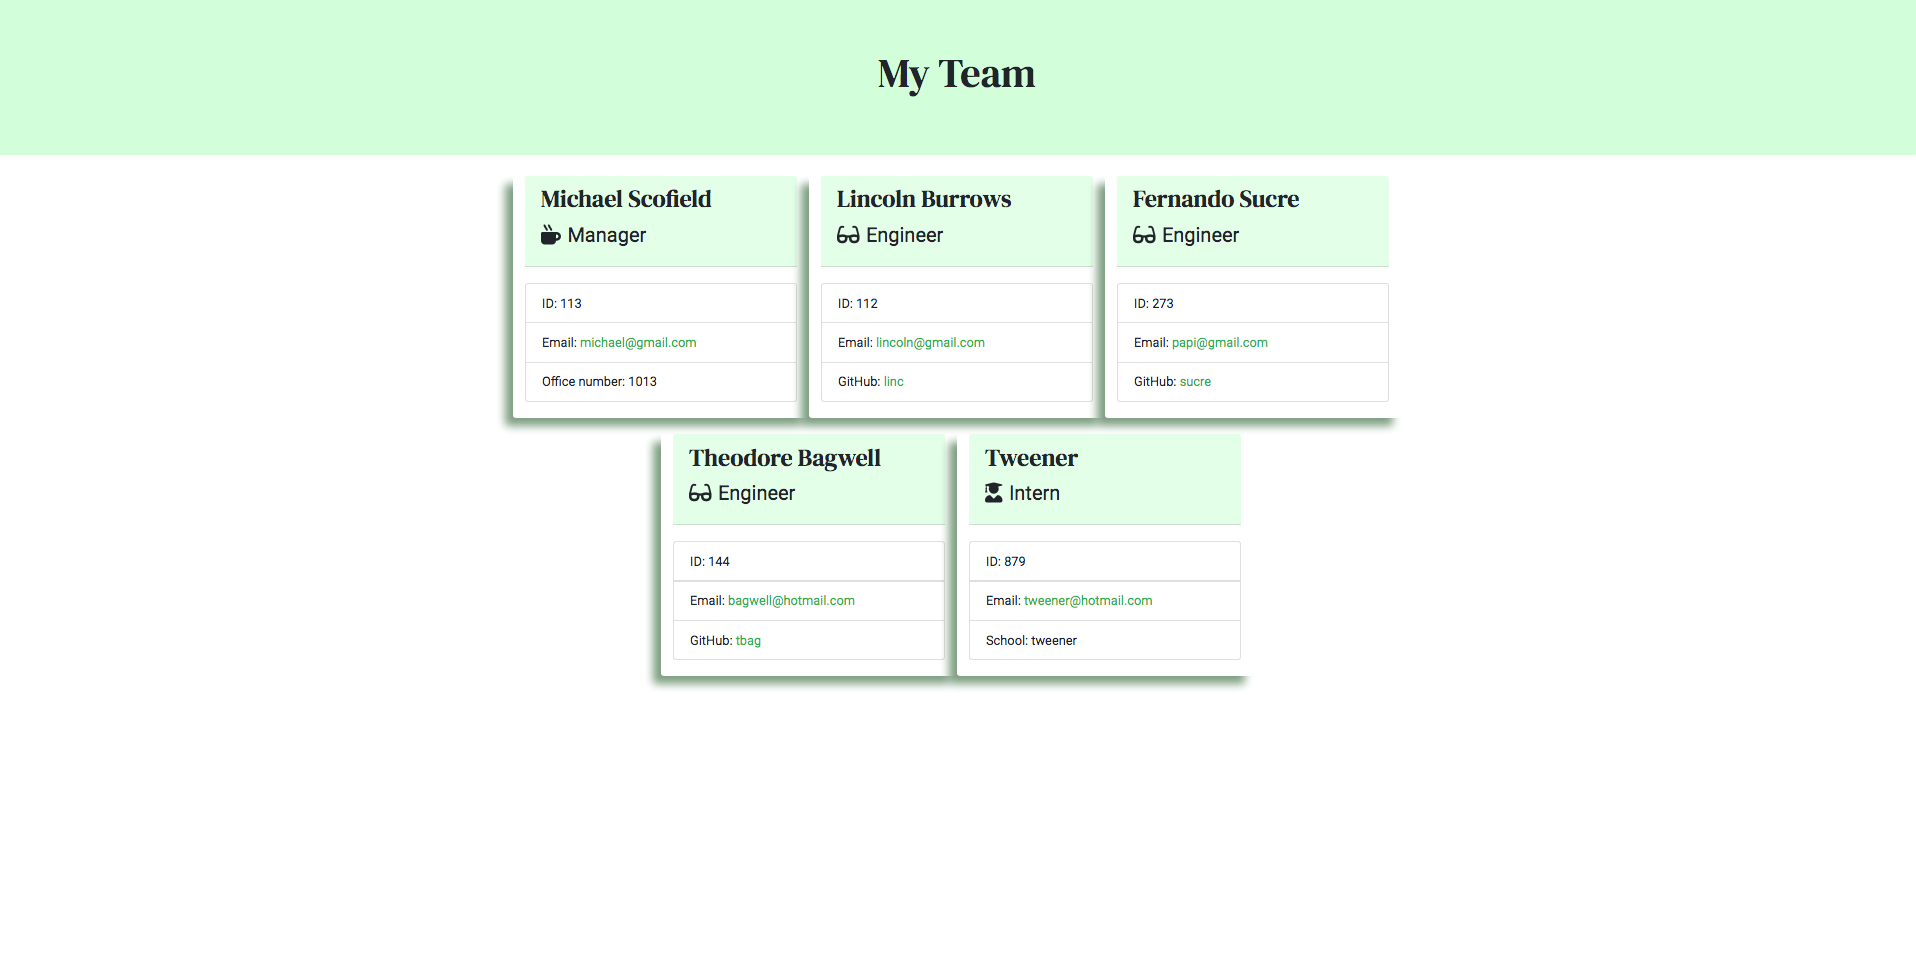 My Team
Michael Scofield
Manager
ID: 113
Email: michael@gmail.com
Office number: 1013
Lincoln Burrows
Engineer
ID: 112
Email: lincoln@gmail.com
GitHub: linc
Fernando Sucre
Engineer
ID: 273
Email: papi@gmail.com
GitHub: sucre
Theodore Bagwell
Engineer
ID: 144
Email: bagwell@hotmail.com
GitHub: tbag
Tweener
Intern
ID: 879
Email: tweener@hotmail.com
School: tweener